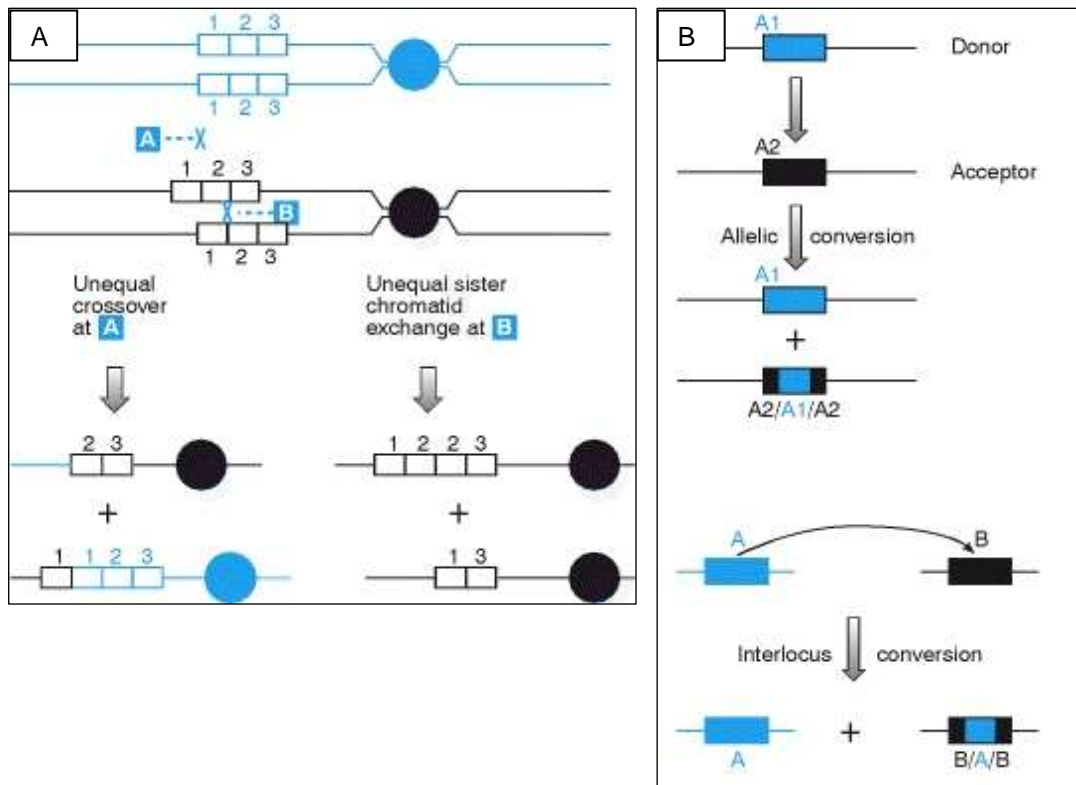 A
1 2 3
1 2 3
A
1 2 3
B
1 2 3
Unequal
crossover
at A
Unequal sister
chromatid
exchange at B
2 3
+
1 1 2 3
1 2 2 3
+
1 3
B
A1
Donor
A2
Acceptor
Allelic conversion
A1
+
A2/A1/A2
A
B
Interlocus conversion
A
+
B/A/B